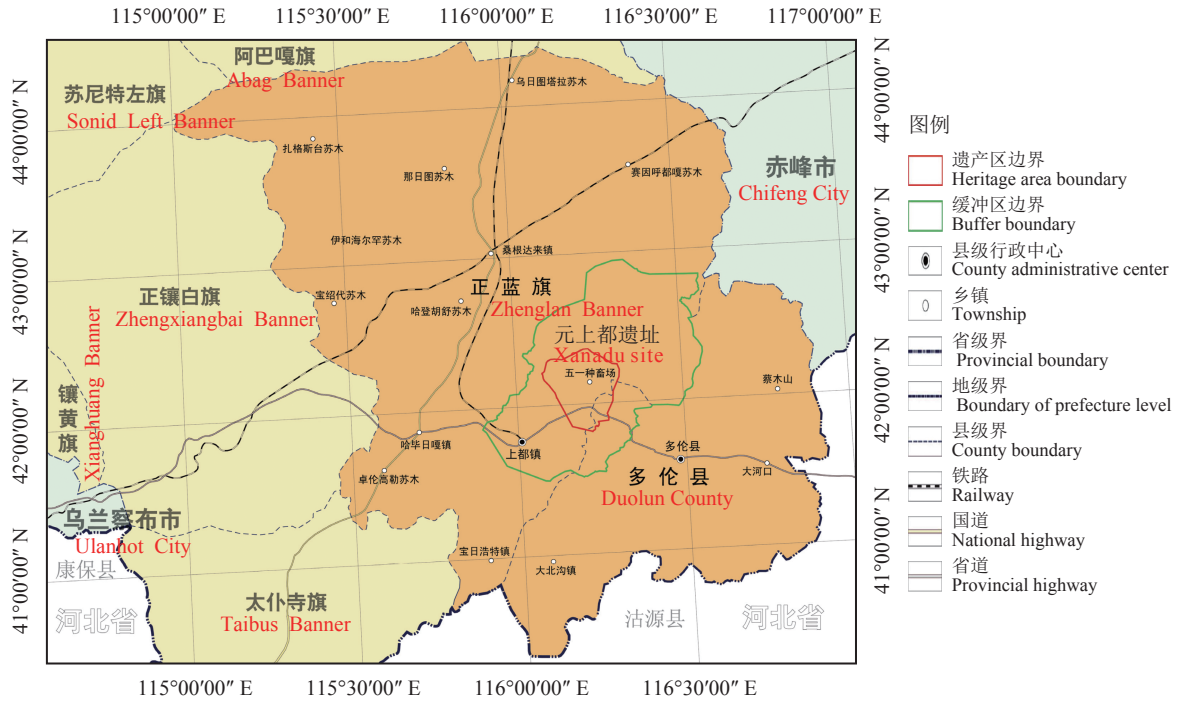 115°00′00″ E
115°30′00″ E
116°00′00″ E
116°30′00″ E
117°00′00″ E
44°00′00″ N
43°00′00″ N
42°00′00″ N
41°00′00″ N
阿巴嘎旗
Abag Banner
苏尼特左旗
Sonid Left Banner
乌日图塔拉苏木
扎格斯台苏木
那日图苏木
赛因呼都嘎苏木
赤峰市
Chifeng City
伊和海尔罕苏木
桑根达来镇
正蓝旗
Zhenglan Banner
正镶白旗
Zhengxiangbai Banner
宝绍代苏木
哈登胡舒苏木
元上都遗址
Xanadu site
五一种畜场
蔡木山
镶黄旗
Xianghuang Banner
哈毕日嘎镇
上都镇
多伦县
大河口
卓伦高勒苏木
多伦县
Duolun County
乌兰察布市
Ulanhot City
康保县
河北省
宝日浩特镇
大北沟镇
太仆寺旗
Taibus Banner
沽源县
河北省
44°00′00″ N
43°00′00″ N
42°00′00″ N
41°00′00″ N
115°00′00″ E
115°30′00″ E
116°00′00″ E
116°30′00″ E
图例
遗产区边界
Heritage area boundary
缓冲区边界
Buffer boundary
县级行政中心
County administrative center
乡镇
Township
省级界
Provincial boundary
地级界
Boundary of prefecture level
县级界
County boundary
铁路
Railway
国道
National highway
省道
Provincial highway